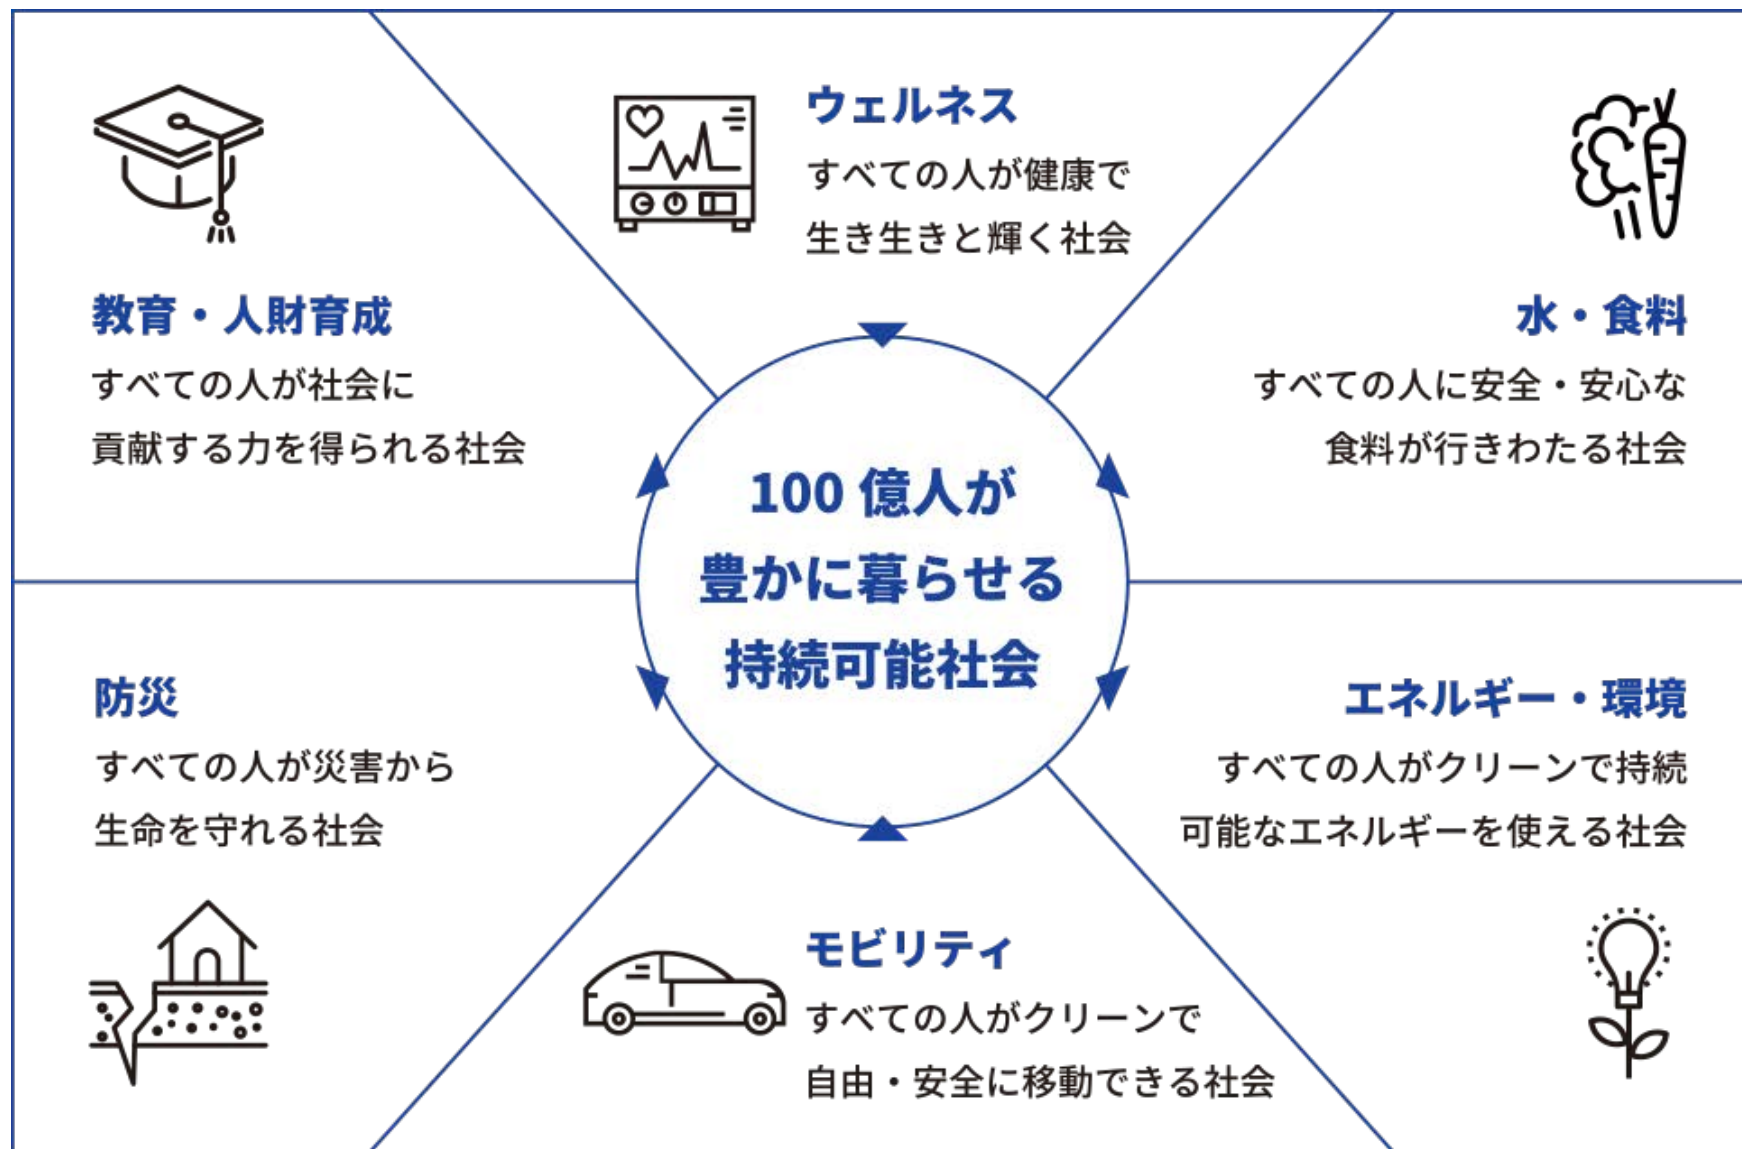 ウェルネス
すべての人が健康で
生き生きと輝く社会
教育・人財育成
すべての人が社会に
貢献する力を得られる社会
水・食料
すべての人に安全・安心な
食料が行きわたる社会
100 億人が
豊かに暮らせる
持続可能社会
防災
すべての人が災害から
生命を守れる社会
エネルギー・環境
すべての人がクリーンで持続
可能なエネルギーを使える社会
モビリティ
すべての人がクリーンで
自由・安全に移動できる社会